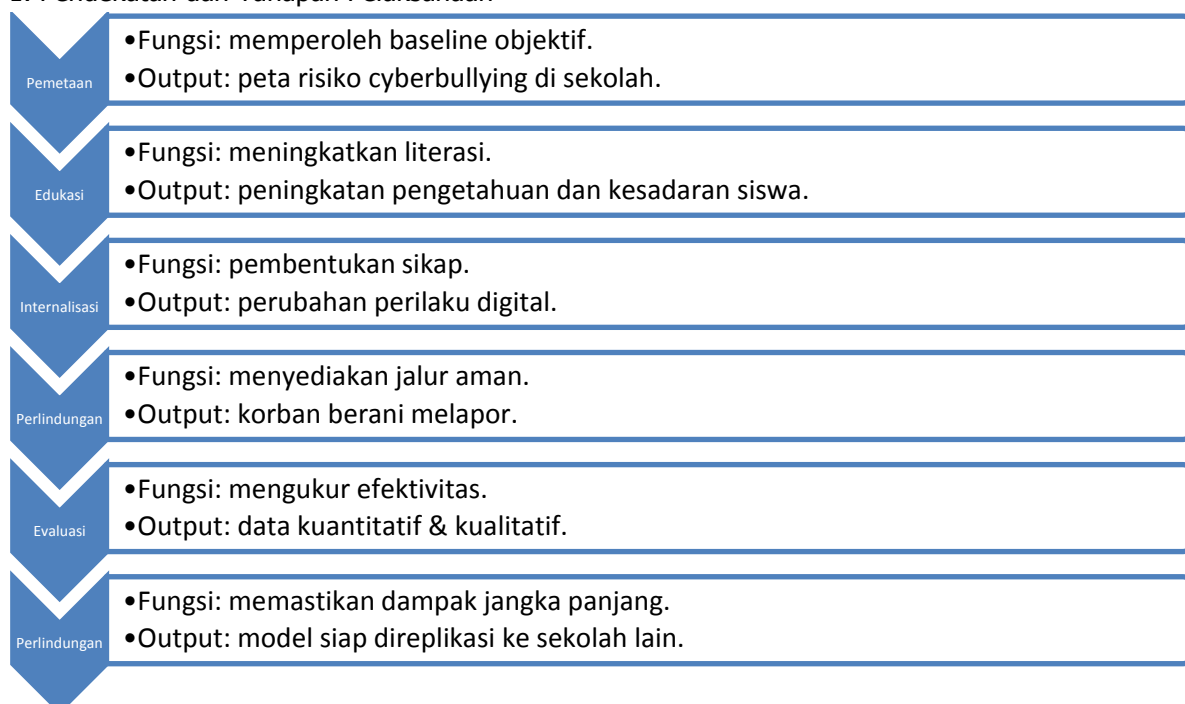 Pemetaan
•Fungsi: memperoleh baseline objektif.
•Output: peta risiko cyberbullying di sekolah.
Edukasi
•Fungsi: meningkatkan literasi.
•Output: peningkatan pengetahuan dan kesadaran siswa.
Internalisasi
•Fungsi: pembentukan sikap.
•Output: perubahan perilaku digital.
Perlindungan
•Fungsi: menyediakan jalur aman.
•Output: korban berani melapor.
Evaluasi
•Fungsi: mengukur efektivitas.
•Output: data kuantitatif & kualitatif.
Perlindungan
•Fungsi: memastikan dampak jangka panjang.
•Output: model siap direplikasi ke sekolah lain.